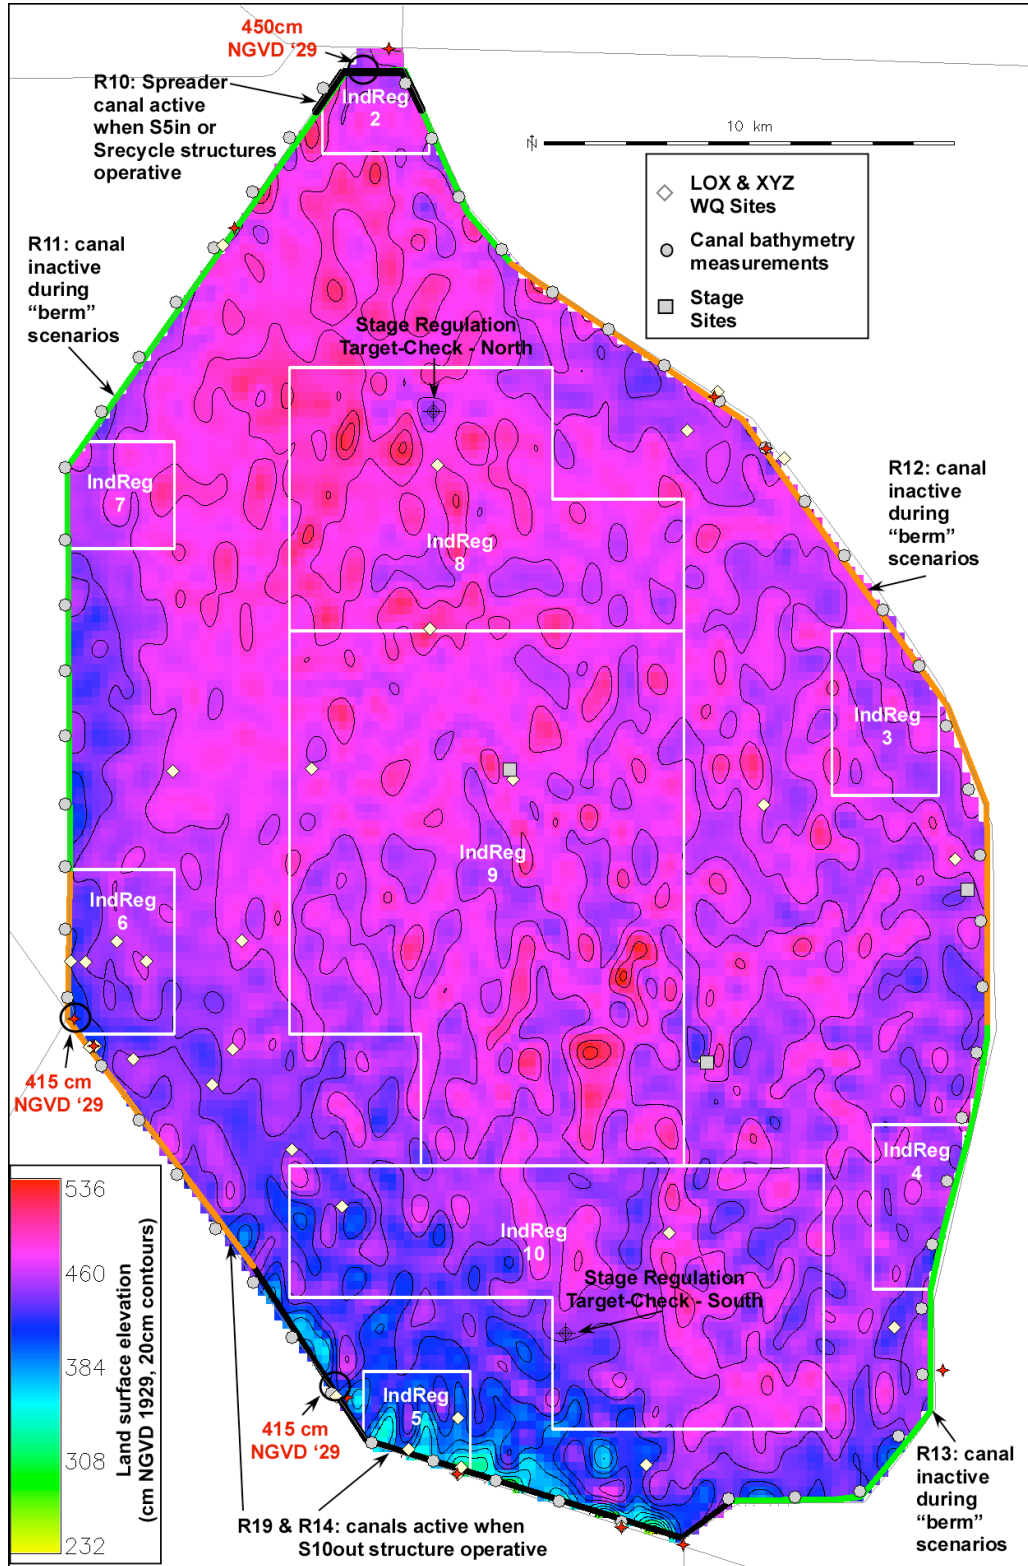 450cm
NGVD ‘29
R10: Spreader
canal active
when S5in or
Srecycle structures
operative
IndReg
2
N
10 km
LOX & XYZ
WQ Sites
Canal bathymetry
measurements
Stage
Sites
R11: canal
inactive
during
“berm”
scenarios
Stage Regulation
Target-Check - North
IndReg
7
IndReg
8
R12: canal
inactive
during
“berm”
scenarios
IndReg
3
IndReg
9
IndReg
6
415 cm
NGVD ‘29
IndReg
4
IndReg
10
Stage Regulation
Target-Check - South
536
460
384
308
232
Land surface elevation
(cm NGVD 1929, 20cm contours)
IndReg
5
415 cm
NGVD ‘29
R13: canal
inactive
during
“berm”
scenarios
R19 & R14: canals active when
S10out structure operative